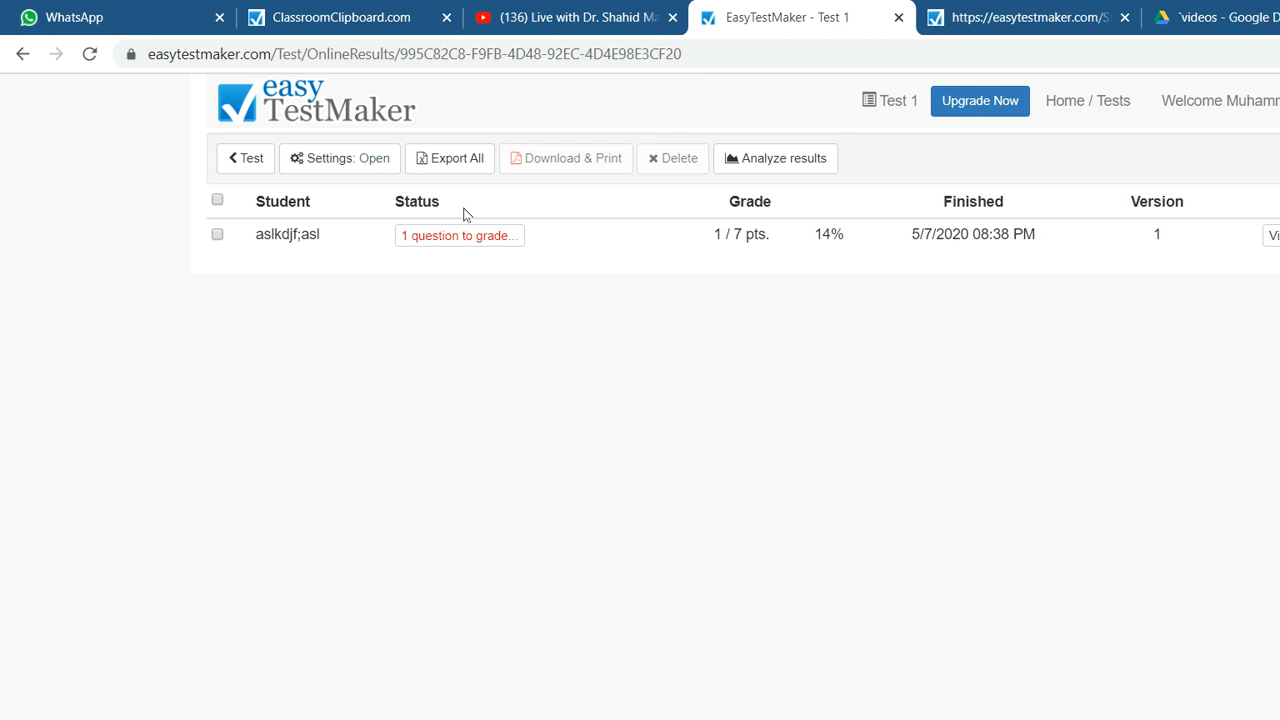 WhatsApp
ClassroomClipboard.com
(136) Live with Dr. Shahid Ma
EasyTestMaker - Test 1
https://easytestmaker.com/S
`videos - Google D
easytestmaker.com/Test/OnlineResults/995C82C8-F9FB-4D48-92EC-4D4E98E3CF20
easy TestMaker
Test 1
Upgrade Now
Home / Tests
Welcome Muhamm
Test
Settings: Open
Export All
Download & Print
Delete
Analyze results
Student Status Grade Finished Version
aslkdjf;asl 1 question to grade... 1 / 7 pts. 14% 5/7/2020 08:38 PM 1 Vi